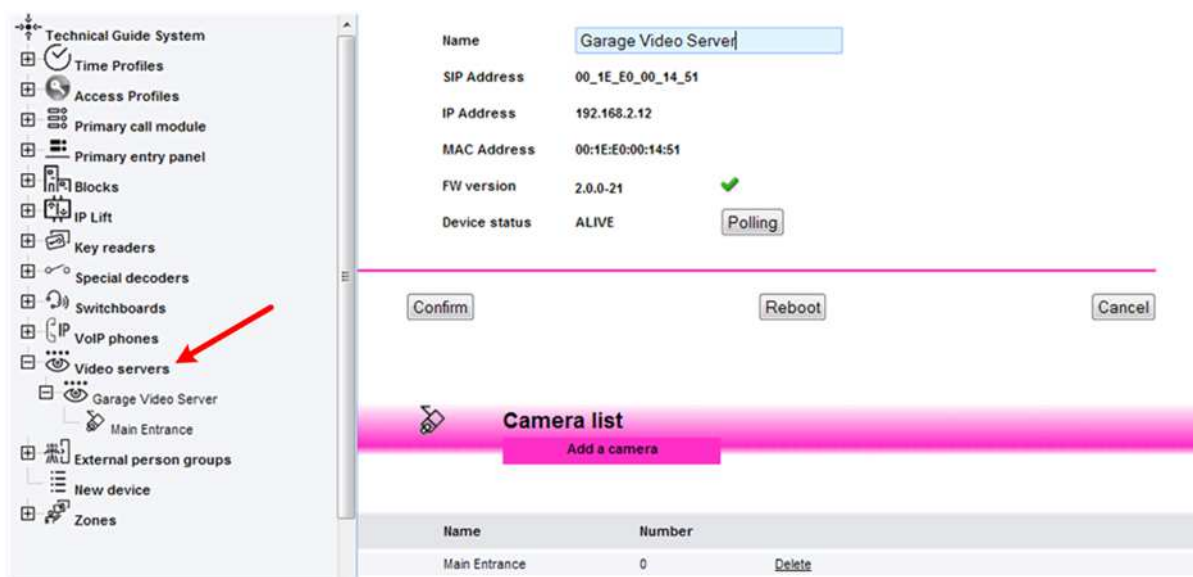 Technical Guide System
Time Profiles
Access Profiles
Primary call module
Primary entry panel
Blocks
IP Lift
Key readers
Special decoders
Switchboards
IP VoIP phones
Video servers
Garage Video Server
Main Entrance
External person groups
New device
Zones
Name Garage Video Server
SIP Address 00_1E_E0_00_14_51
IP Address 192.168.2.12
MAC Address 00:1E:E0:00:14:51
FW version 2.0.0-21
Device status ALIVE Polling
Confirm Reboot Cancel
Camera list
Add a camera
Name Number
Main Entrance 0 Delete